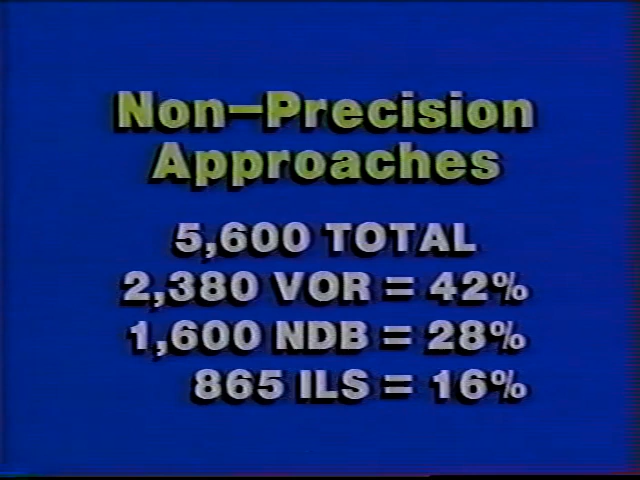 Non-Precision
Approaches
5,600 TOTAL
2,380 VOR = 42%
1,600 NDB = 28%
865 ILS = 16%